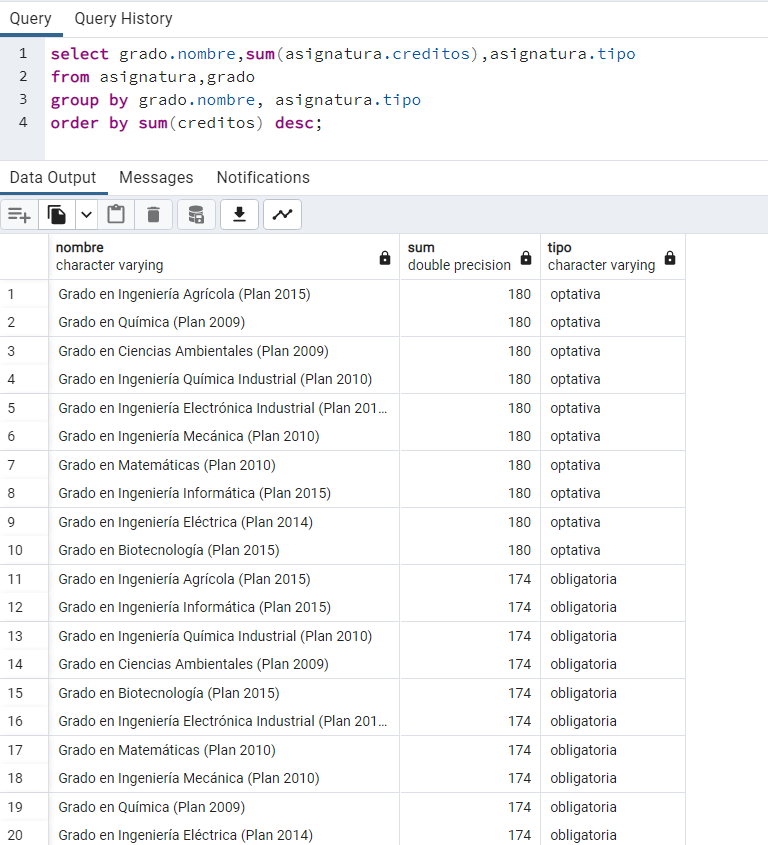 Query Query History
1 select grado.nombre,sum(asignatura.creditos),asignatura.tipo
2 from asignatura,grado
3 group by grado.nombre, asignatura.tipo
4 order by sum(creditos) desc;
Data Output Messages Notifications
nombre sum tipo
character varying double precision character varying
1 Grado en Ingeniería Agrícola (Plan 2015) 180 optativa
2 Grado en Química (Plan 2009) 180 optativa
3 Grado en Ciencias Ambientales (Plan 2009) 180 optativa
4 Grado en Ingeniería Química Industrial (Plan 2010) 180 optativa
5 Grado en Ingeniería Electrónica Industrial (Plan 201... 180 optativa
6 Grado en Ingeniería Mecánica (Plan 2010) 180 optativa
7 Grado en Matemáticas (Plan 2010) 180 optativa
8 Grado en Ingeniería Informática (Plan 2015) 180 optativa
9 Grado en Ingeniería Eléctrica (Plan 2014) 180 optativa
10 Grado en Biotecnología (Plan 2015) 180 optativa
11 Grado en Ingeniería Agrícola (Plan 2015) 174 obligatoria
12 Grado en Ingeniería Informática (Plan 2015) 174 obligatoria
13 Grado en Ingeniería Química Industrial (Plan 2010) 174 obligatoria
14 Grado en Ciencias Ambientales (Plan 2009) 174 obligatoria
15 Grado en Biotecnología (Plan 2015) 174 obligatoria
16 Grado en Ingeniería Electrónica Industrial (Plan 201... 174 obligatoria
17 Grado en Matemáticas (Plan 2010) 174 obligatoria
18 Grado en Ingeniería Mecánica (Plan 2010) 174 obligatoria
19 Grado en Química (Plan 2009) 174 obligatoria
20 Grado en Ingeniería Eléctrica (Plan 2014) 174 obligatoria